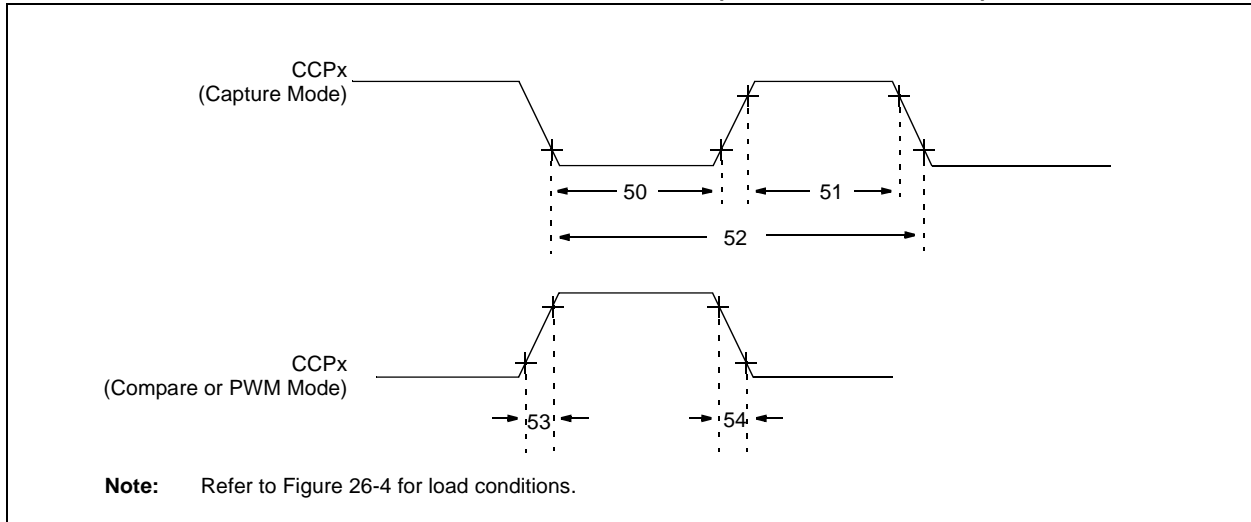 CCPx
(Capture Mode)
50
51
52
CCPx
(Compare or PWM Mode)
53
54
Note: Refer to Figure 26-4 for load conditions.